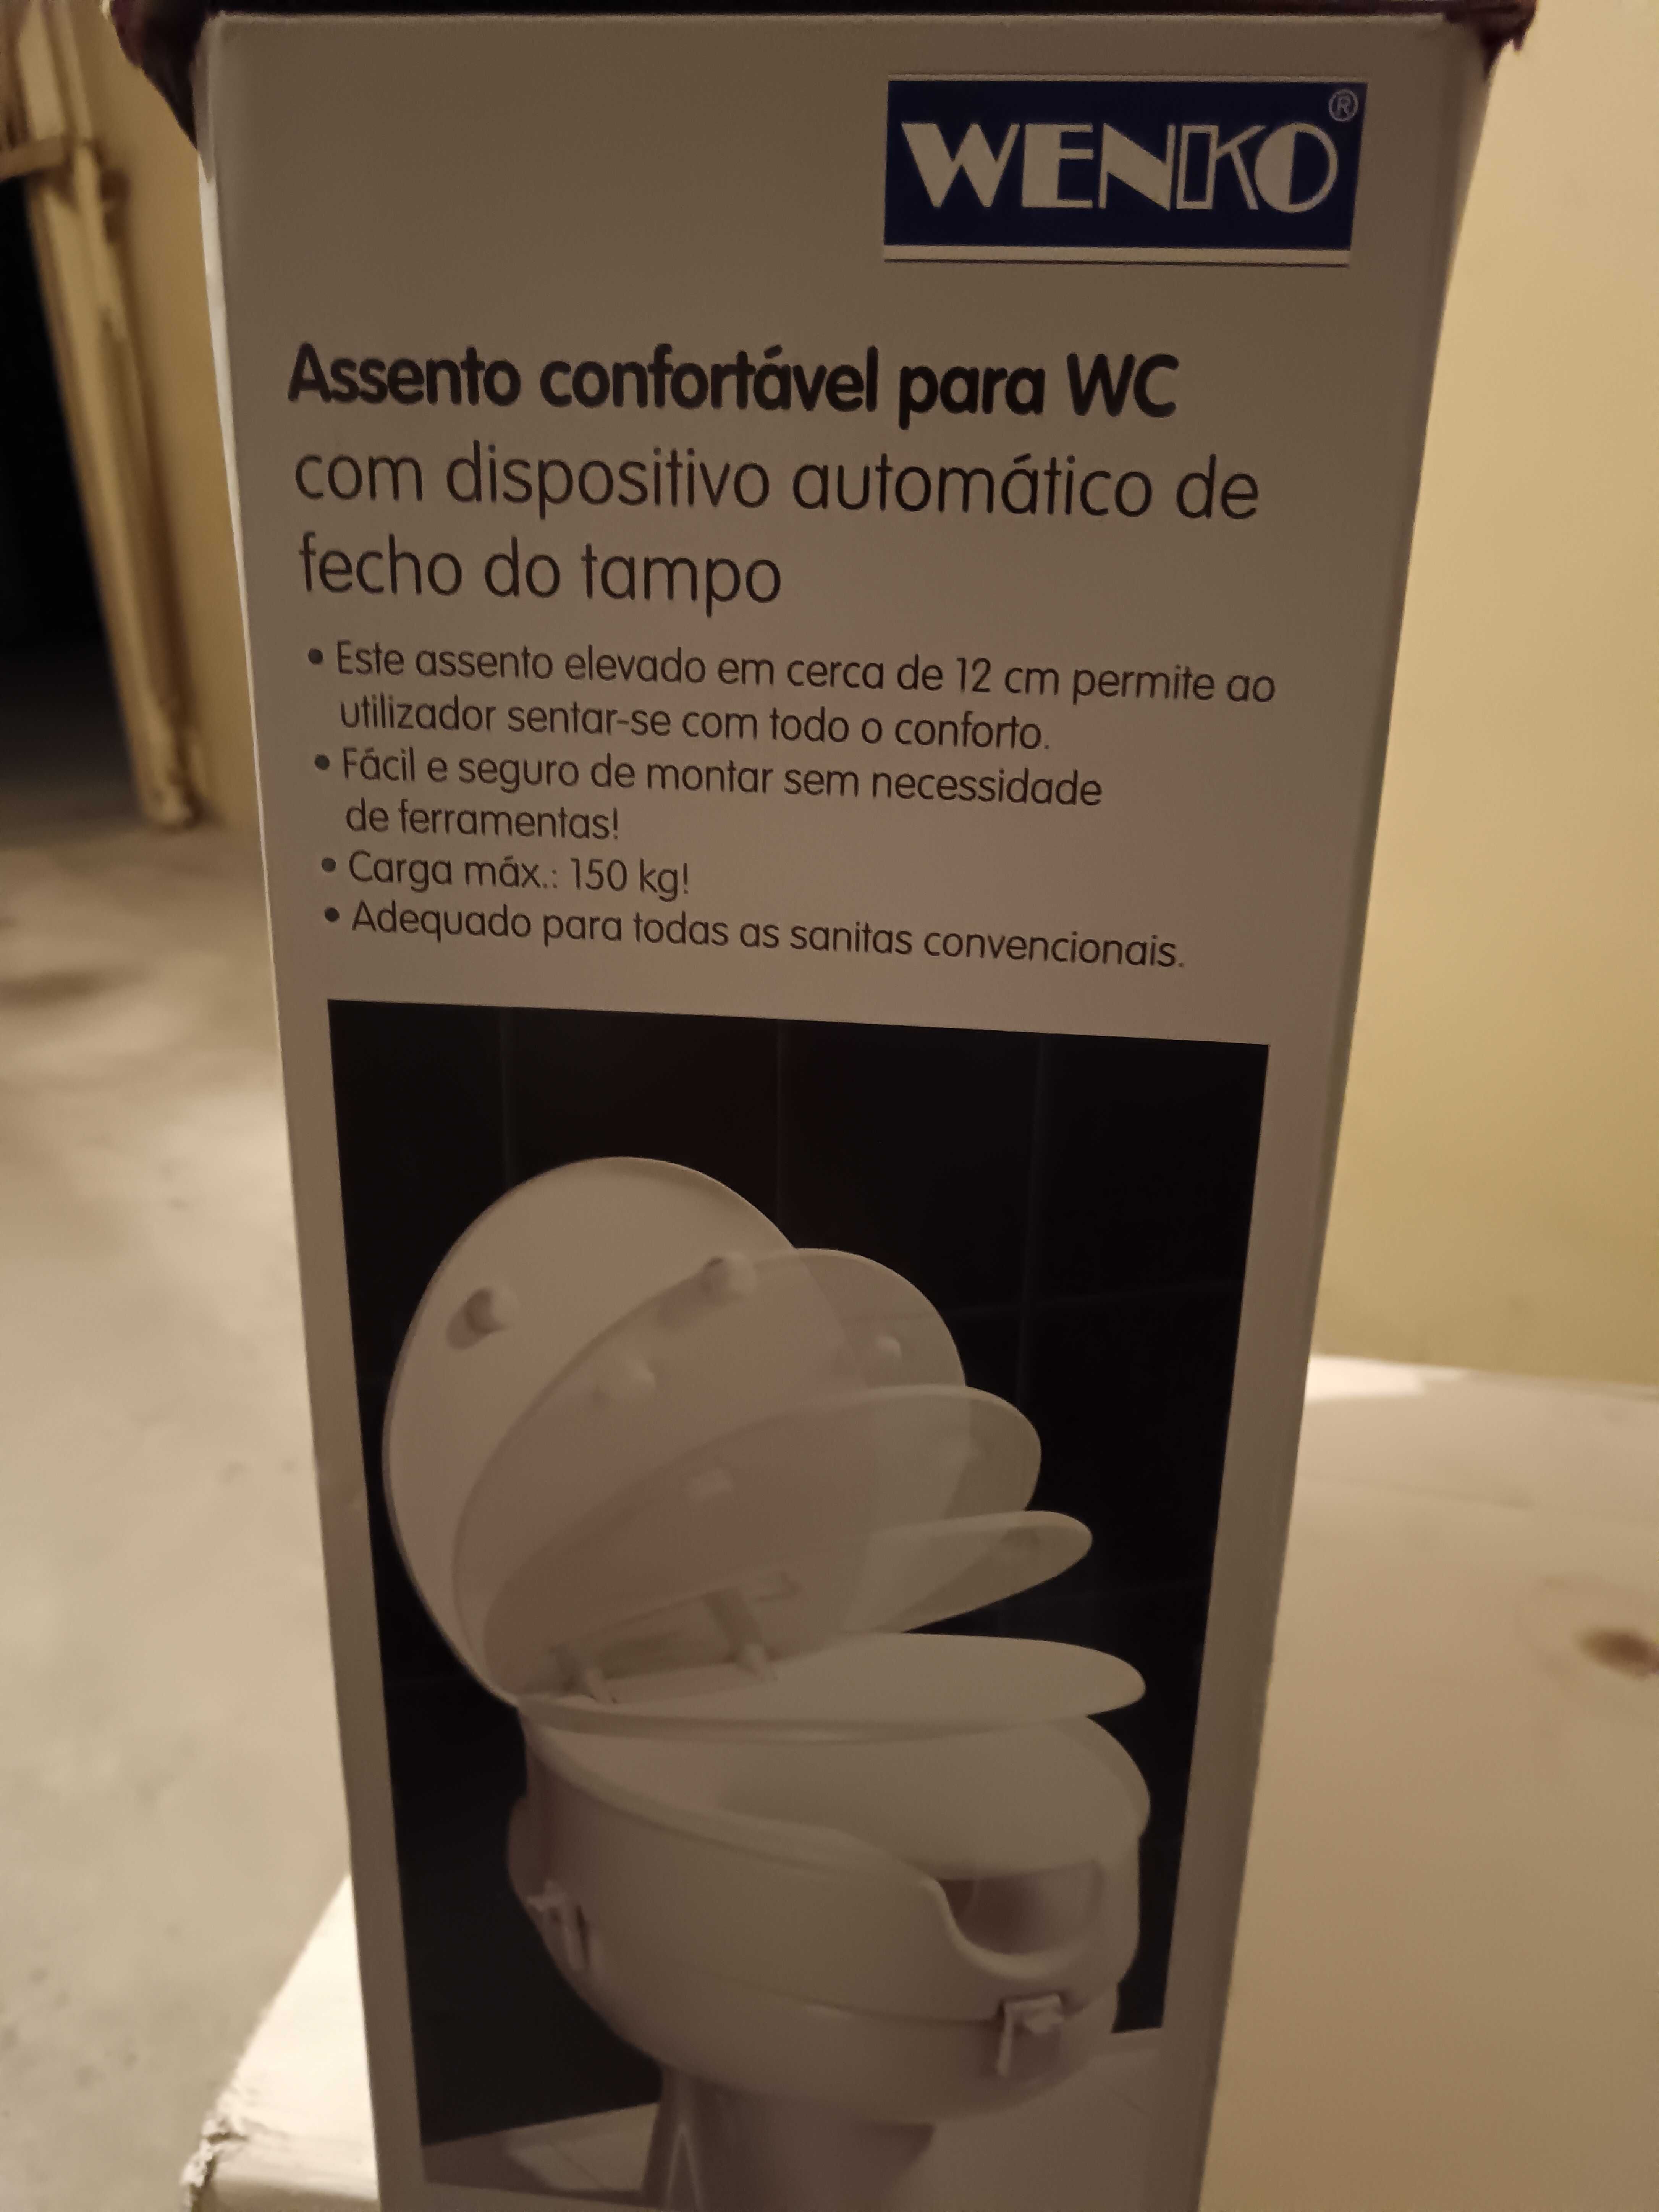 WENKO®
Assento confortável para WC
com dispositivo automático de
fecho do tampo
• Este assento elevado em cerca de 12 cm permite ao
utilizador sentar-se com todo o conforto.
• Fácil e seguro de montar sem necessidade
de ferramentas!
• Carga máx.: 150 kg!
• Adequado para todas as sanitas convencionais.